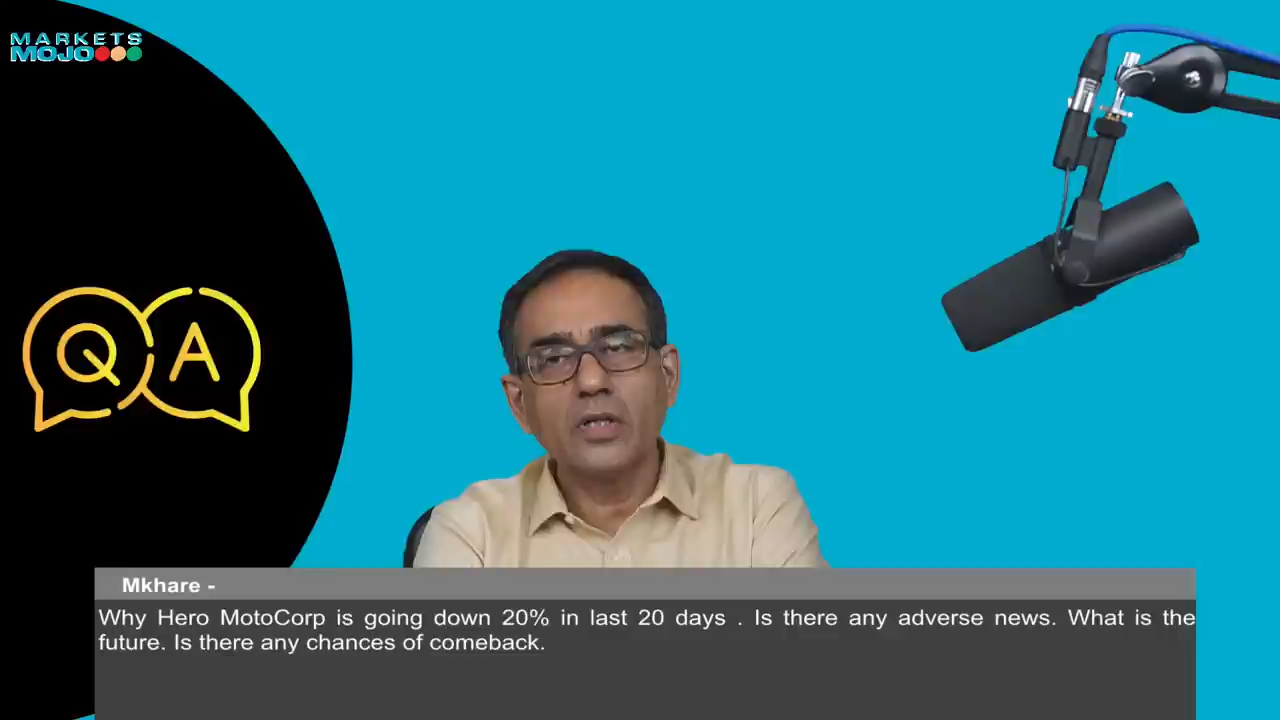 MARKETS
MOJO
Q A
Mkhare -
Why Hero MotoCorp is going down 20% in last 20 days . Is there any adverse news. What is the
future. Is there any chances of comeback.